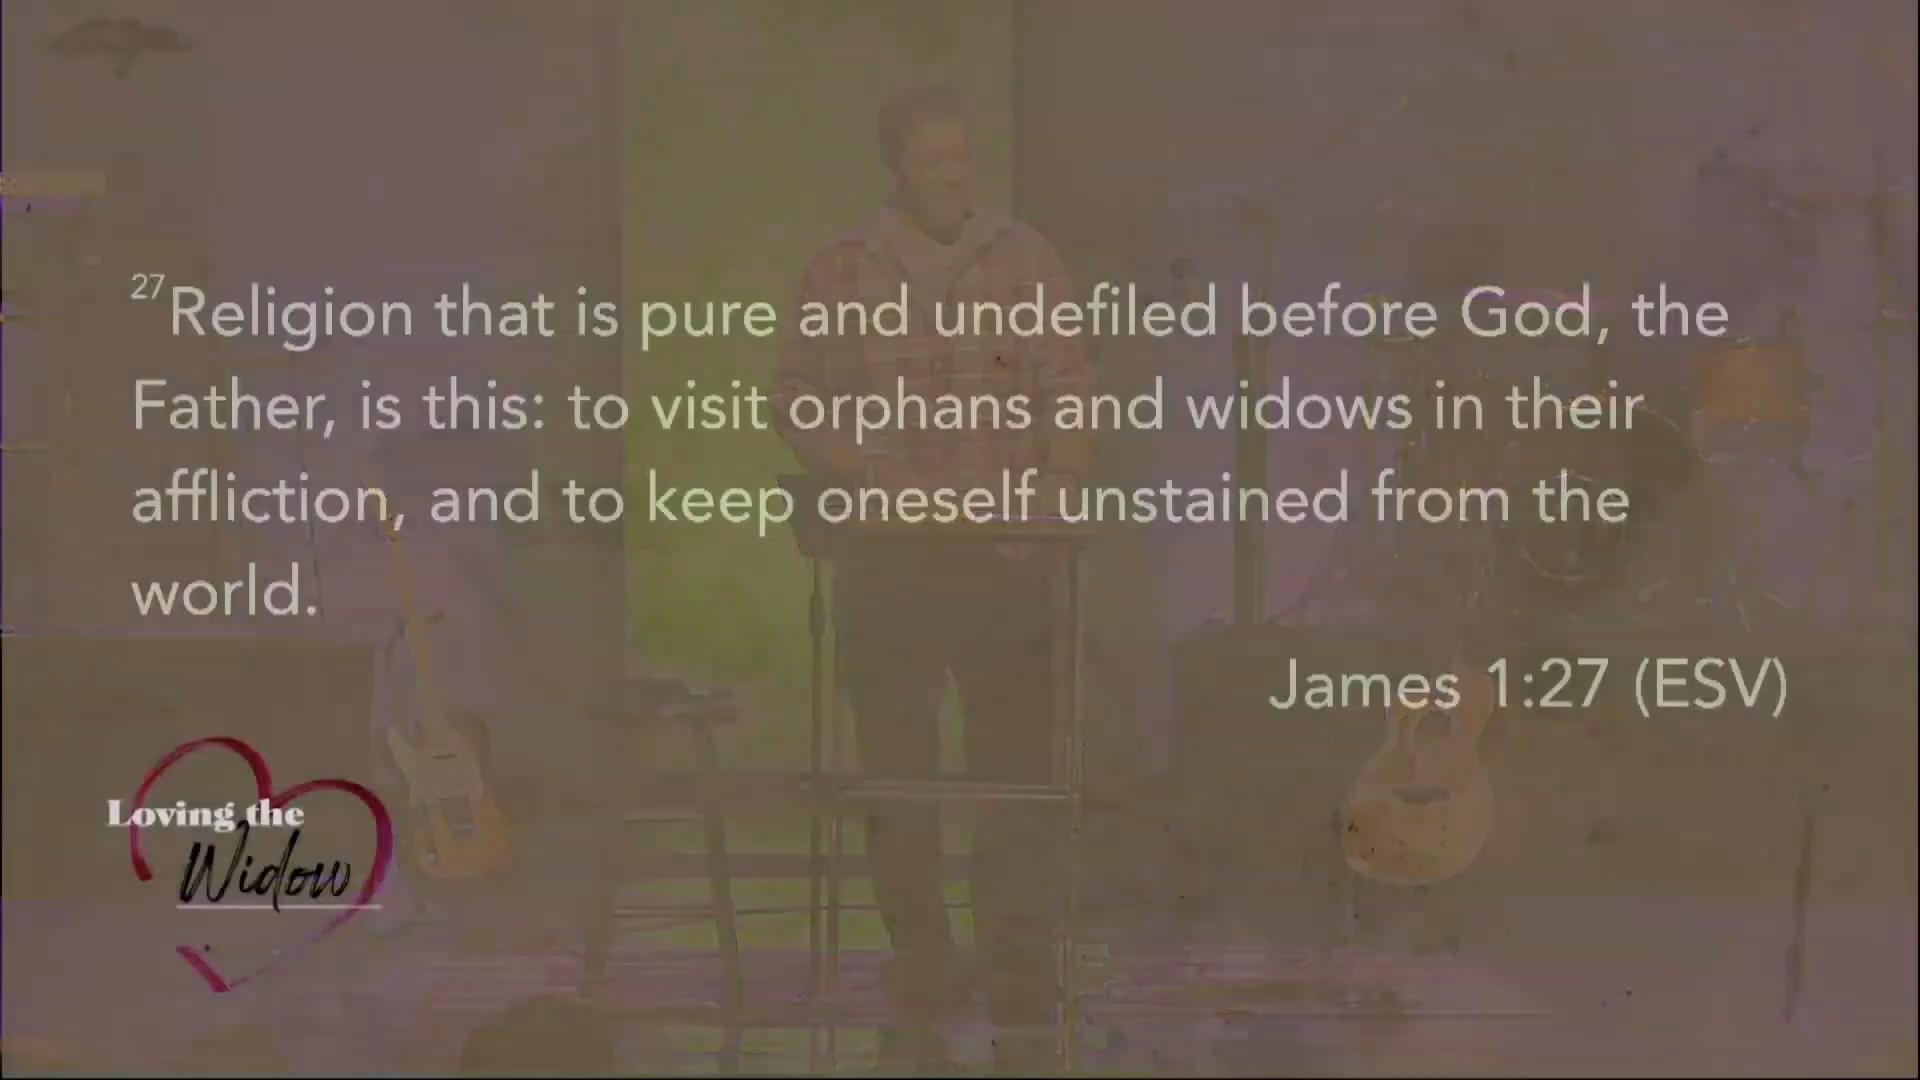 27Religion that is pure and undefiled before God, the
Father, is this: to visit orphans and widows in their
affliction, and to keep oneself unstained from the
world.
James 1:27 (ESV)
Loving the
Widow